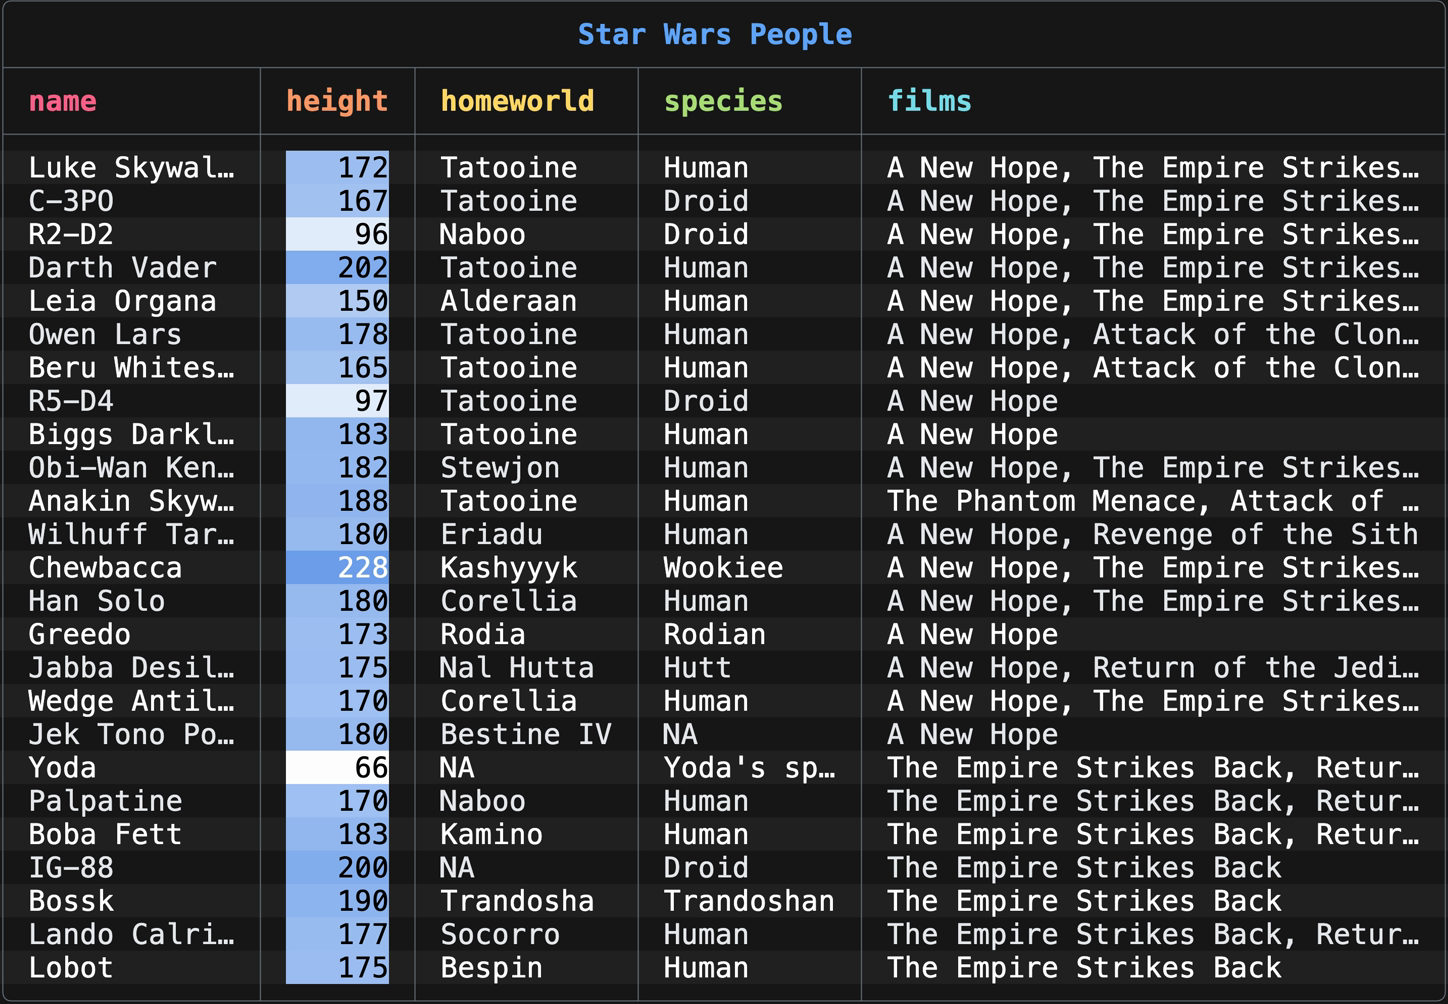 Star Wars People
name height homeworld species films
Luke Skywal… 172 Tatooine Human A New Hope, The Empire Strikes…
C-3PO 167 Tatooine Droid A New Hope, The Empire Strikes…
R2-D2 96 Naboo Droid A New Hope, The Empire Strikes…
Darth Vader 202 Tatooine Human A New Hope, The Empire Strikes…
Leia Organa 150 Alderaan Human A New Hope, The Empire Strikes…
Owen Lars 178 Tatooine Human A New Hope, Attack of the Clon…
Beru Whites… 165 Tatooine Human A New Hope, Attack of the Clon…
R5-D4 97 Tatooine Droid A New Hope
Biggs Darkl… 183 Tatooine Human A New Hope
Obi-Wan Ken… 182 Stewjon Human A New Hope, The Empire Strikes…
Anakin Skyw… 188 Tatooine Human The Phantom Menace, Attack of …
Wilhuff Tar… 180 Eriadu Human A New Hope, Revenge of the Sith
Chewbacca 228 Kashyyyk Wookiee A New Hope, The Empire Strikes…
Han Solo 180 Corellia Human A New Hope, The Empire Strikes…
Greedo 173 Rodia Rodian A New Hope
Jabba Desil… 175 Nal Hutta Hutt A New Hope, Return of the Jedi…
Wedge Antil… 170 Corellia Human A New Hope, The Empire Strikes…
Jek Tono Po… 180 Bestine IV NA A New Hope
Yoda 66 NA Yoda's sp… The Empire Strikes Back, Retur…
Palpatine 170 Naboo Human The Empire Strikes Back, Retur…
Boba Fett 183 Kamino Human The Empire Strikes Back, Retur…
IG-88 200 NA Droid The Empire Strikes Back
Bossk 190 Trandosha Trandoshan The Empire Strikes Back
Lando Calri… 177 Socorro Human The Empire Strikes Back, Retur…
Lobot 175 Bespin Human The Empire Strikes Back